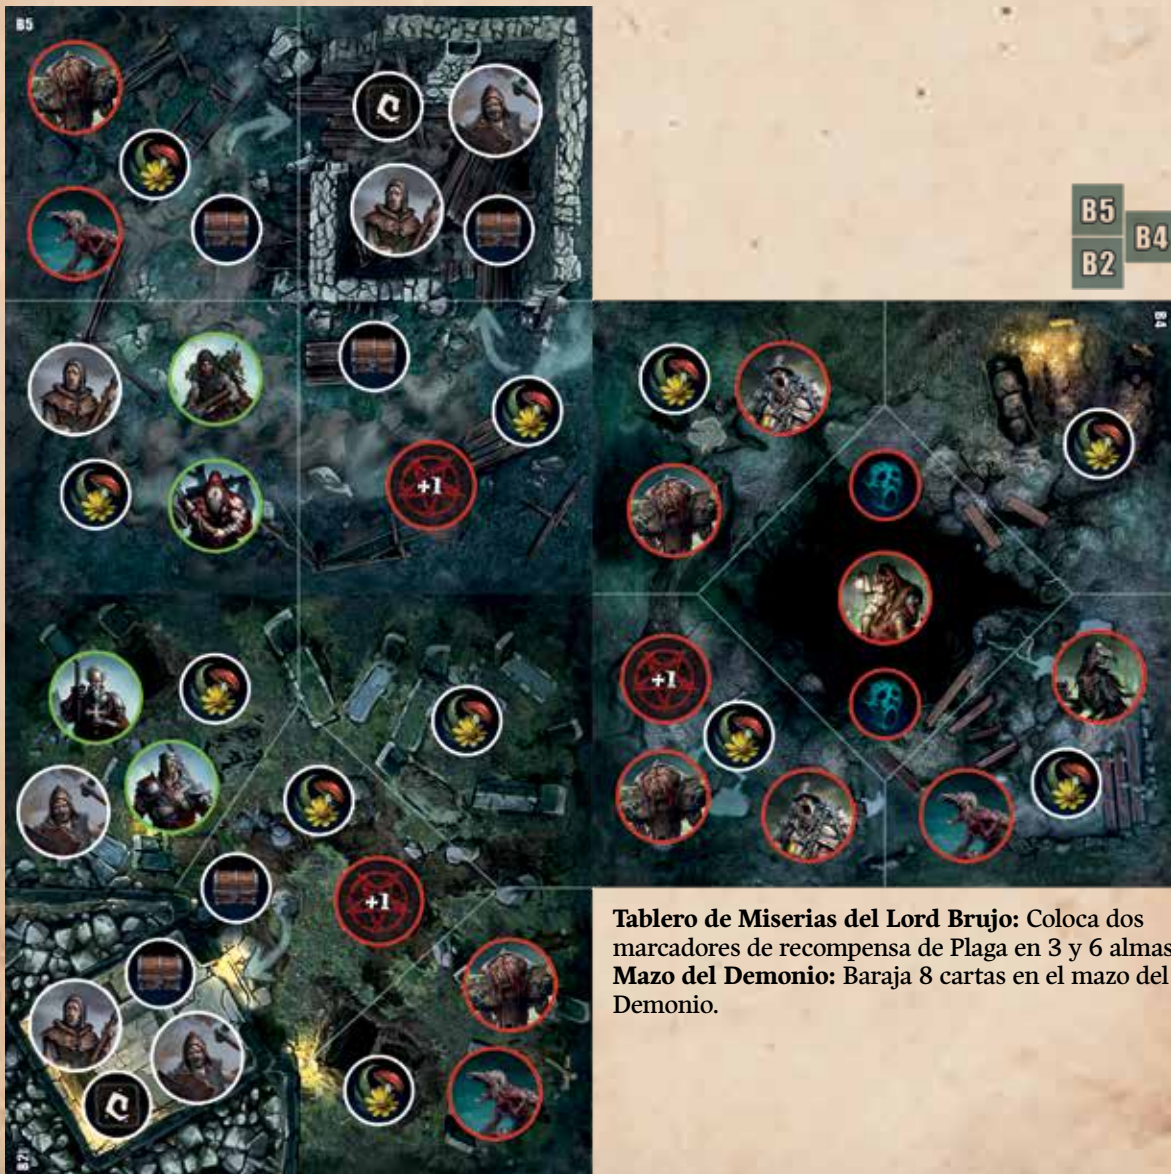 B5
B5
B4
B2
B4
+1
+1
+1
Tablero de Miserias del Lord Brujo: Coloca dos
marcadores de recompensa de Plaga en 3 y 6 almas
Mazo del Demonio: Baraja 8 cartas en el mazo del
Demonio.
B2